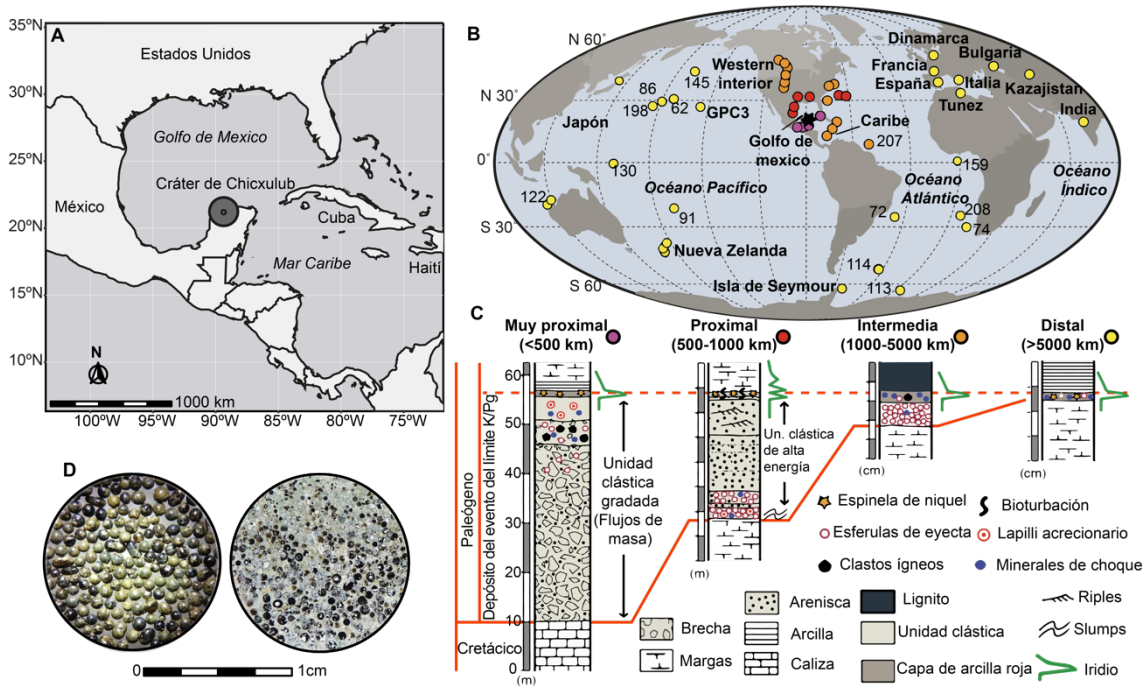 A
35ºN
30ºN
25ºN
20ºN
15ºN
10ºN
100ºW
95ºW
90ºW
85ºW
80ºW
75ºW
Estados Unidos
Golfo de Mexico
Cráter de Chicxulub
México
Cuba
Mar Caribe
Haití
N
0
1000 km
B
N 60º
N 30º
0º
S 30º
S 60º
Dinamarca
Bulgaria
Western
interior
Francia
España
Italia
Kazajistan
Tunez
India
145
86
198
62
GPC3
Japón
Golfo de
mexico
Caribe
207
130
159
Océano Pacífico
Océano
Atlántico
Océano
Índico
122
91
72
208
74
Nueva Zelanda
114
Isla de Seymour
113
C
Muy proximal
(<500 km)
Proximal
(500-1000 km)
Intermedia
(1000-5000 km)
Distal
(>5000 km)
Paleógeno
Cretácico
Depósito del evento del límite K/Pg
60
50
40
30
20
10
0
(m)
Unidad
clástica
gradada
(Flujos de
masa)
(m)
Un. clástica
de alta
energía
(cm)
(cm)
Espinela de niquel
Bioturbación
Esferulas de eyecta
Lapilli acrecionario
Clastos ígneos
Minerales de choque
Brecha
Margas
Arenisca
Arcilla
Caliza
Lignito
Unidad clástica
Capa de arcilla roja
Riples
Slumps
Iridio
D
0
1cm